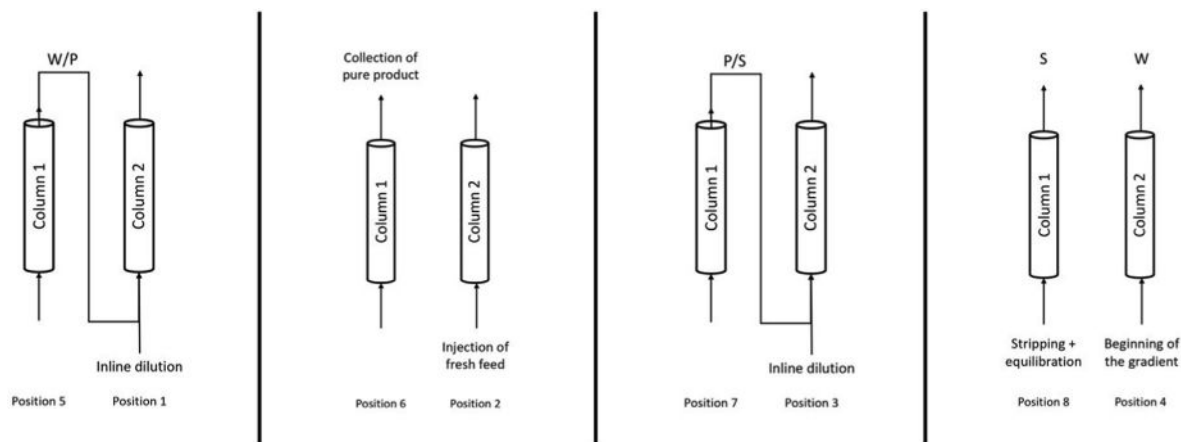 W/P
Column 1
Column 2
Inline dilution
Position 5
Position 1
Collection of
pure product
Column 1
Column 2
Injection of
fresh feed
Position 6
Position 2
P/S
Column 1
Column 2
Inline dilution
Position 7
Position 3
S
W
Column 1
Column 2
Stripping +
equilibration
Beginning of
the gradient
Position 8
Position 4